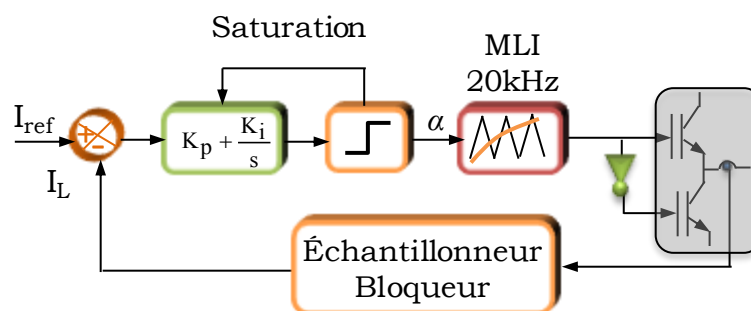 Saturation
MLI
20kHz
I_ref
+
-
K_p + K_i/s
α
I_L
Échantillonneur
Bloqueur